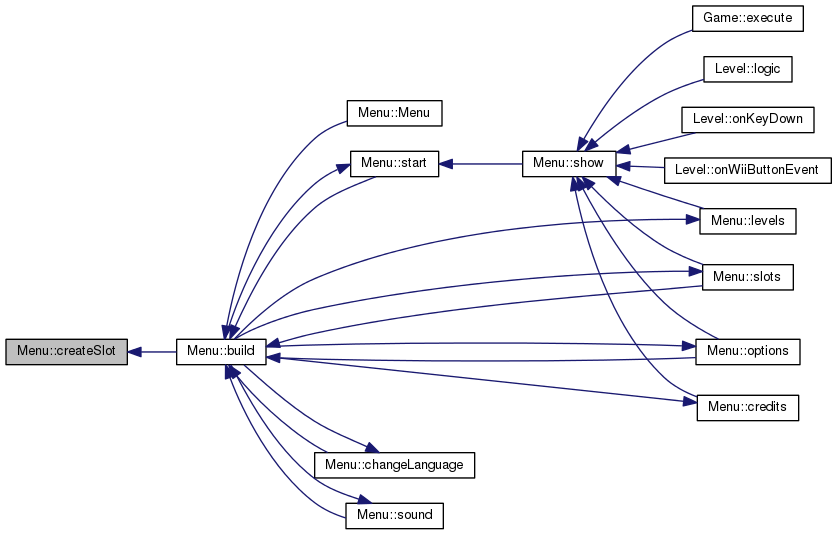 Game::execute
Level::logic
Menu::Menu
Level::onKeyDown
Menu::start
Menu::show
Level::onWiiButtonEvent
Menu::levels
Menu::slots
Menu::createSlot
Menu::build
Menu::options
Menu::credits
Menu::changeLanguage
Menu::sound